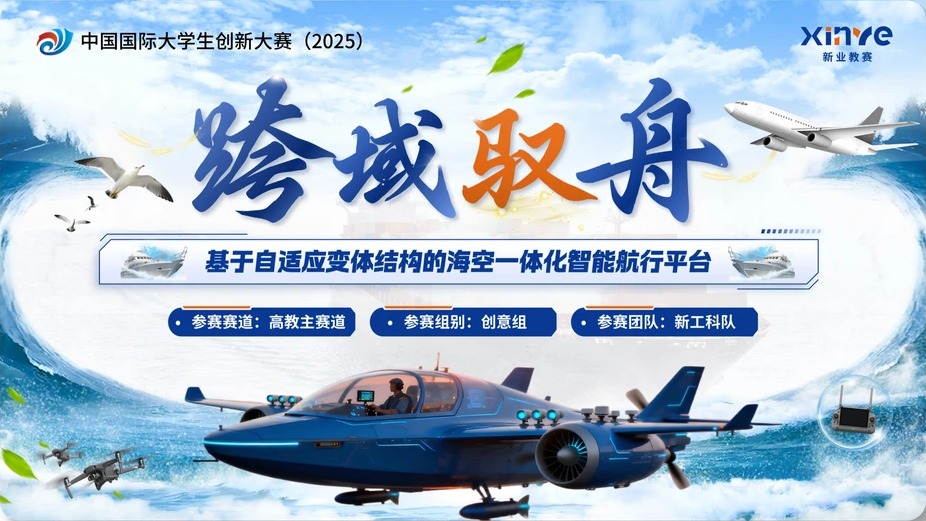 中国国际大学生创新大赛（2025）
xinye
新业教赛
跨域驭舟
基于自适应变体结构的海空一体化智能航行平台
• 参赛赛道：高教主赛道
• 参赛组别：创意组
• 参赛团队：新工科队